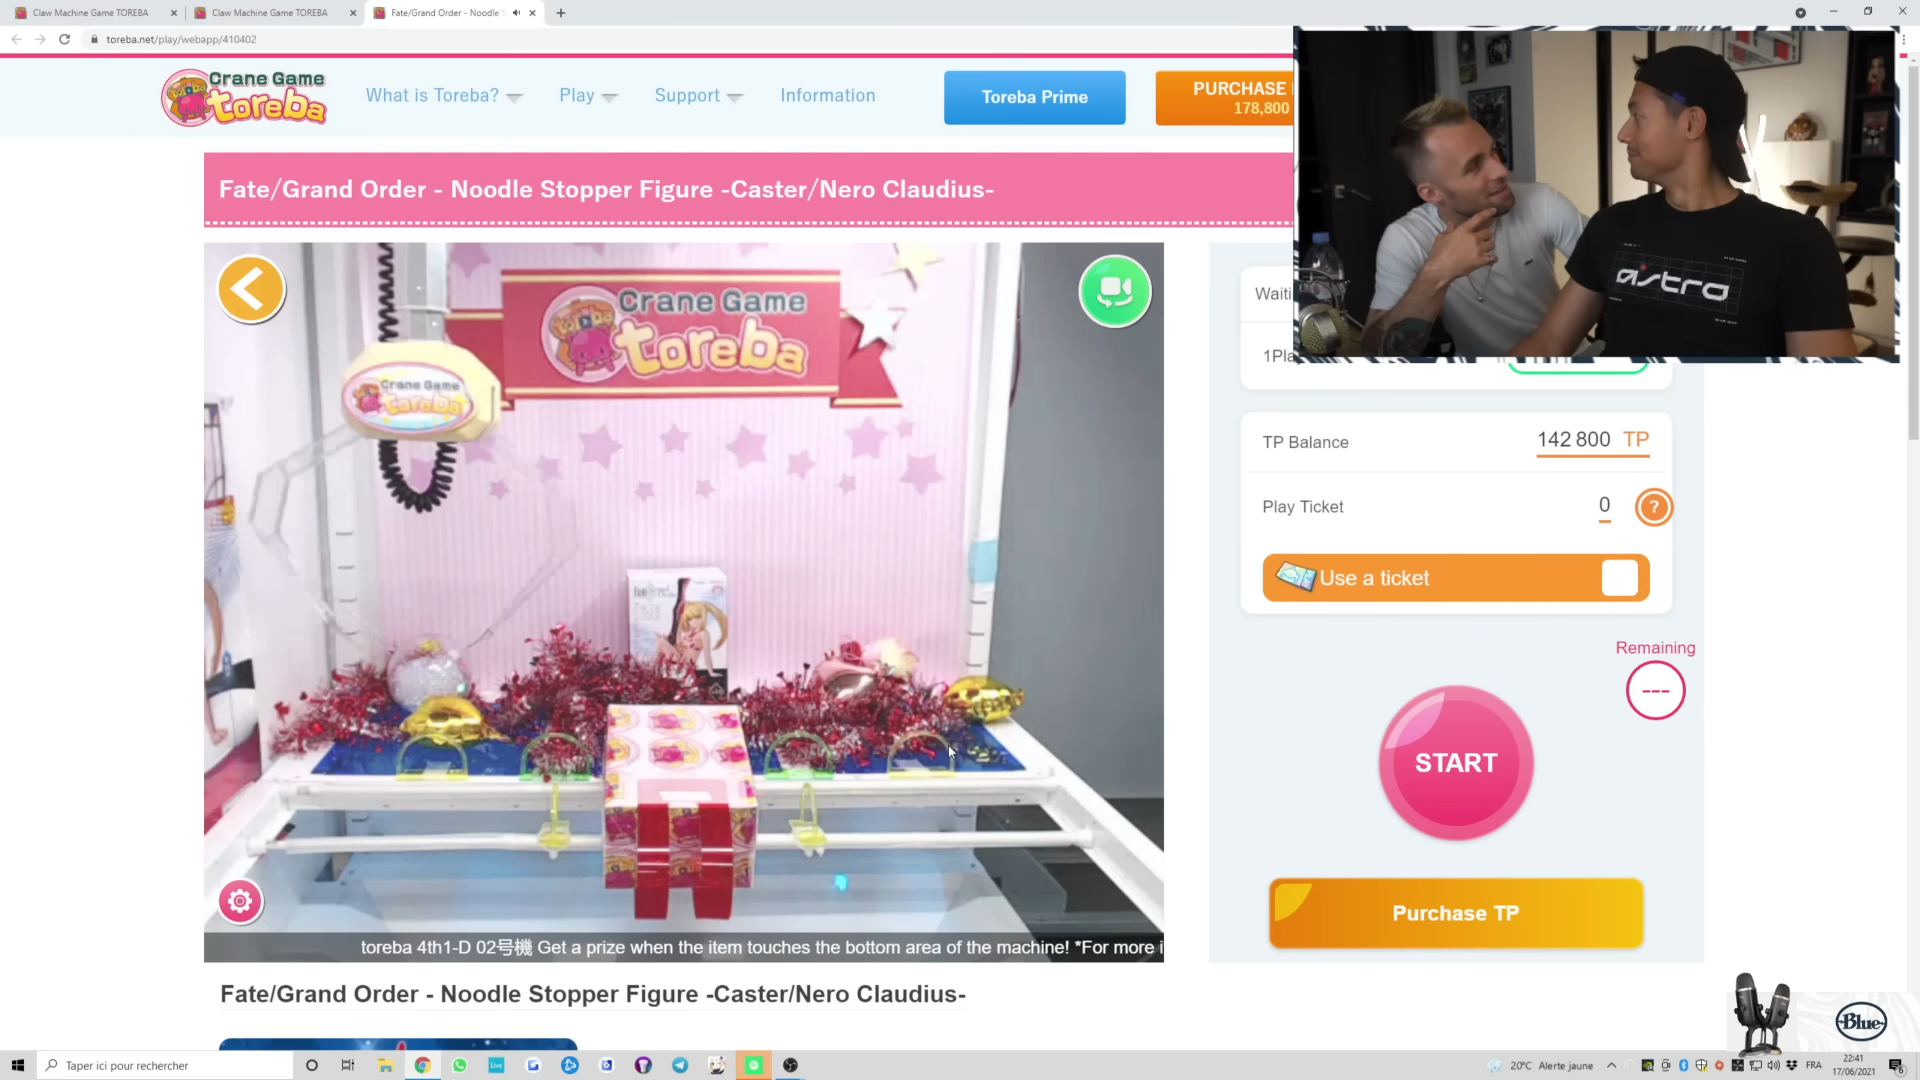 Claw Machine Game TOREBA
Claw Machine Game TOREBA
Fate/Grand Order - Noodle
toreba.net/play/webapp/410402
Crane Game
toreba
What is Toreba?
Play
Support
Information
Toreba Prime
PURCHASE
178,800
Fate/Grand Order - Noodle Stopper Figure -Caster/Nero Claudius-
Crane Game
toreba
Crane Game
toreba
astro
Waiti
1Pla
TP Balance
142 800 TP
Play Ticket
0
?
Use a ticket
Remaining
---
START
Purchase TP
toreba 4th1-D 02号機 Get a prize when the item touches the bottom area of the machine! *For more i
Fate/Grand Order - Noodle Stopper Figure -Caster/Nero Claudius-
Blue
Taper ici pour rechercher
20°C Alerte jaune
FRA
22:41
17/06/2021